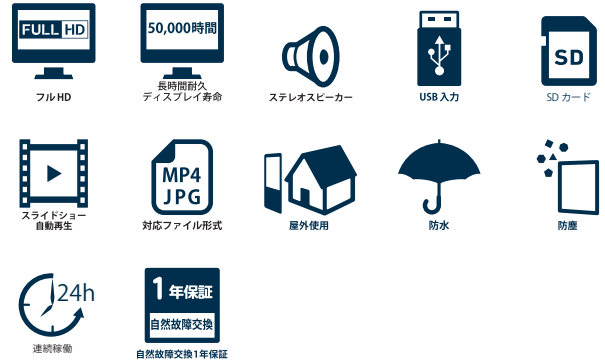 FULL HD
フルHD
50,000時間
長時間耐久
ディスプレイ寿命
ステレオスピーカー
USB入力
SD
SDカード
スライドショー
自動再生
MP4
JPG
対応ファイル形式
屋外使用
防水
防塵
24h
連続稼働
1年保証
自然故障交換
自然故障交換1年保証